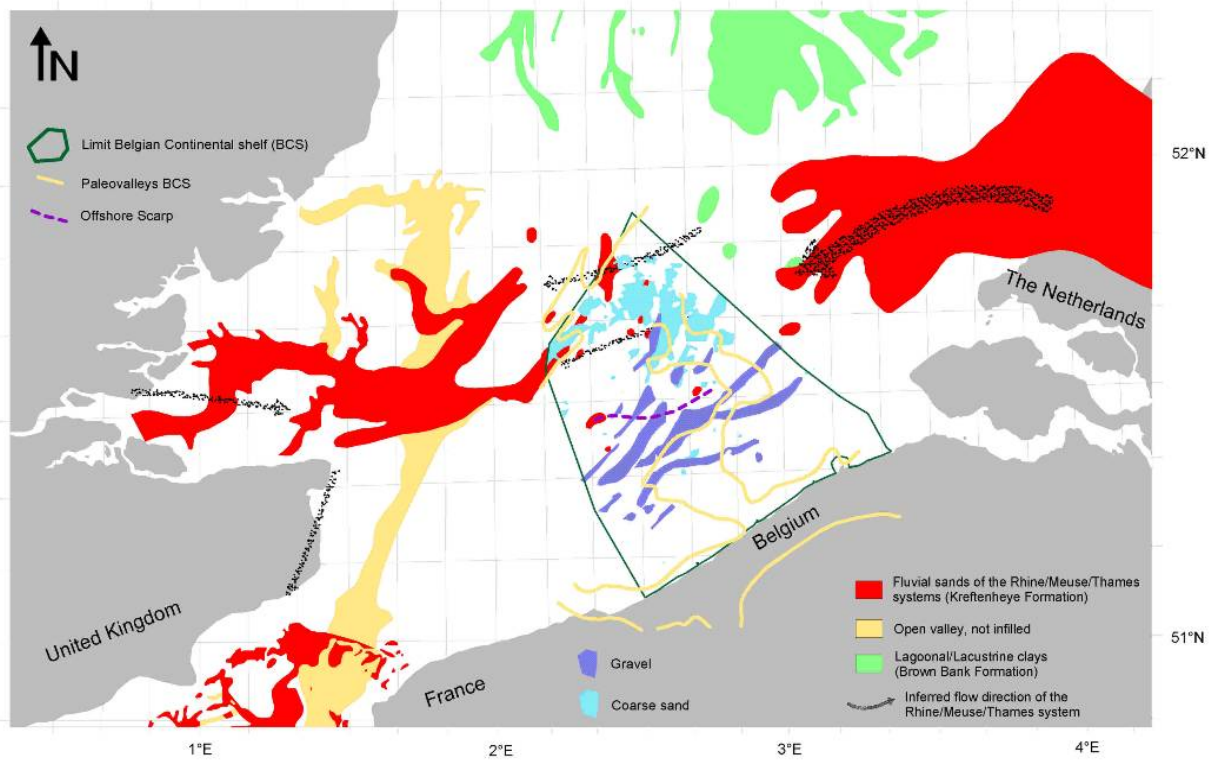 N
Limit Belgian Continental shelf (BCS)
Paleovalleys BCS
Offshore Scarp
52°N
The Netherlands
Belgium
United Kingdom
France
Fluvial sands of the Rhine/Meuse/Thames
systems (Kreftenheye Formation)
Open valley, not infilled
Lagoonal/Lacustrine clays
(Brown Bank Formation)
Inferred flow direction of the
Rhine/Meuse/Thames system
Gravel
Coarse sand
51°N
1°E
2°E
3°E
4°E